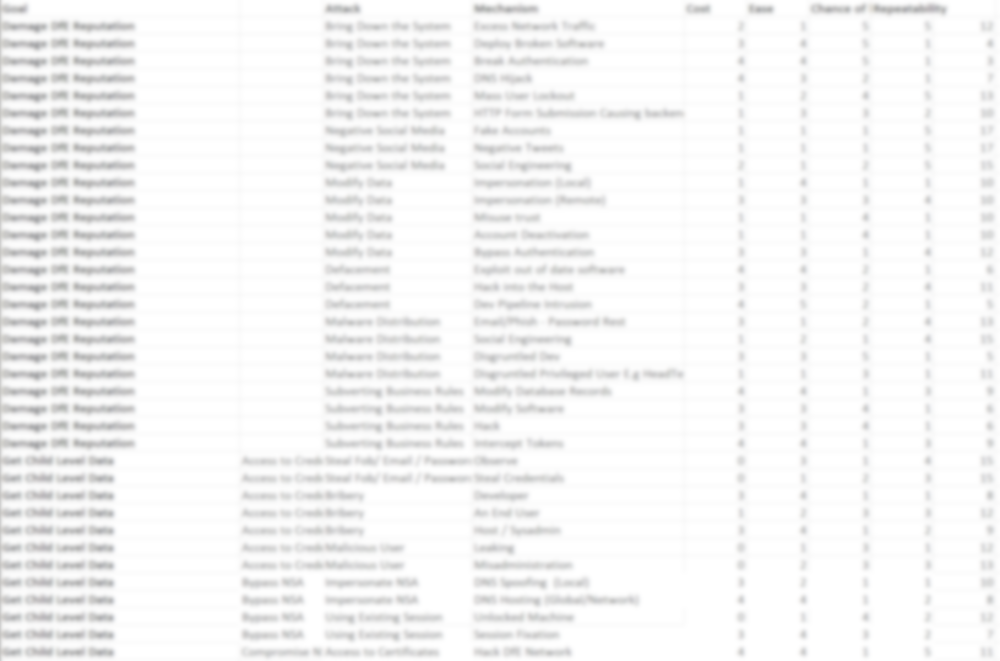 Goal Attack Mechanism Cost Ease Chance of Repeatability
Damage DfE Reputation Bring Down the System Excess Network Traffic 2 1 5 5 12
Damage DfE Reputation Bring Down the System Deploy Broken Software 3 4 5 1 4
Damage DfE Reputation Bring Down the System Break Authentication 4 4 5 1 3
Damage DfE Reputation Bring Down the System DNS Hijack 4 3 2 1 7
Damage DfE Reputation Bring Down the System Mass User Lockout 1 2 4 5 13
Damage DfE Reputation Bring Down the System HTTP Form Submission Causing backen 1 3 3 2 10
Damage DfE Reputation Negative Social Media Fake Accounts 1 1 1 5 17
Damage DfE Reputation Negative Social Media Negative Tweets 1 1 1 5 17
Damage DfE Reputation Negative Social Media Social Engineering 2 1 2 5 15
Damage DfE Reputation Modify Data Impersonation (Local) 1 4 1 1 10
Damage DfE Reputation Modify Data Impersonation (Remote) 3 3 3 4 10
Damage DfE Reputation Modify Data Misuse trust 1 1 4 1 10
Damage DfE Reputation Modify Data Account Deactivation 1 1 4 1 10
Damage DfE Reputation Modify Data Bypass Authentication 3 3 1 4 12
Damage DfE Reputation Defacement Exploit out of date software 4 4 2 1 6
Damage DfE Reputation Defacement Hack into the Host 3 3 2 4 11
Damage DfE Reputation Defacement Dev Pipeline Intrusion 4 5 2 1 5
Damage DfE Reputation Malware Distribution Email/Phish - Password Rest 3 1 2 4 13
Damage DfE Reputation Malware Distribution Social Engineering 1 2 1 4 15
Damage DfE Reputation Malware Distribution Disgruntled Dev 3 3 5 1 5
Damage DfE Reputation Malware Distribution Disgruntled Privileged User E.g HeadTe 1 1 3 1 11
Damage DfE Reputation Subverting Business Rules Modify Database Records 4 4 1 3 9
Damage DfE Reputation Subverting Business Rules Modify Software 3 3 4 1 6
Damage DfE Reputation Subverting Business Rules Hack 3 3 4 1 6
Damage DfE Reputation Subverting Business Rules Intercept Tokens 4 4 1 3 9
Get Child Level Data Access to Cred Steal Fob/ Email / Passwor Observe 0 3 1 4 15
Get Child Level Data Access to Cred Steal Fob/ Email / Passwor Steal Credentials 0 1 2 3 15
Get Child Level Data Access to Cred Bribery Developer 3 4 1 1 8
Get Child Level Data Access to Cred Bribery An End User 1 2 3 3 12
Get Child Level Data Access to Cred Bribery Host / Sysadmin 3 4 1 2 9
Get Child Level Data Access to Cred Malicious User Leaking 0 1 3 1 12
Get Child Level Data Access to Cred Malicious User Misadministration 0 2 3 3 13
Get Child Level Data Bypass NSA Impersonate NSA DNS Spoofing (Local) 3 2 1 1 10
Get Child Level Data Bypass NSA Impersonate NSA DNS Hosting (Global/Network) 4 4 1 2 8
Get Child Level Data Bypass NSA Using Existing Session Unlocked Machine 0 1 4 2 12
Get Child Level Data Bypass NSA Using Existing Session Session Fixation 3 4 3 2 7
Get Child Level Data Compromise N Access to Certificates Hack DfE Network 4 4 1 5 11